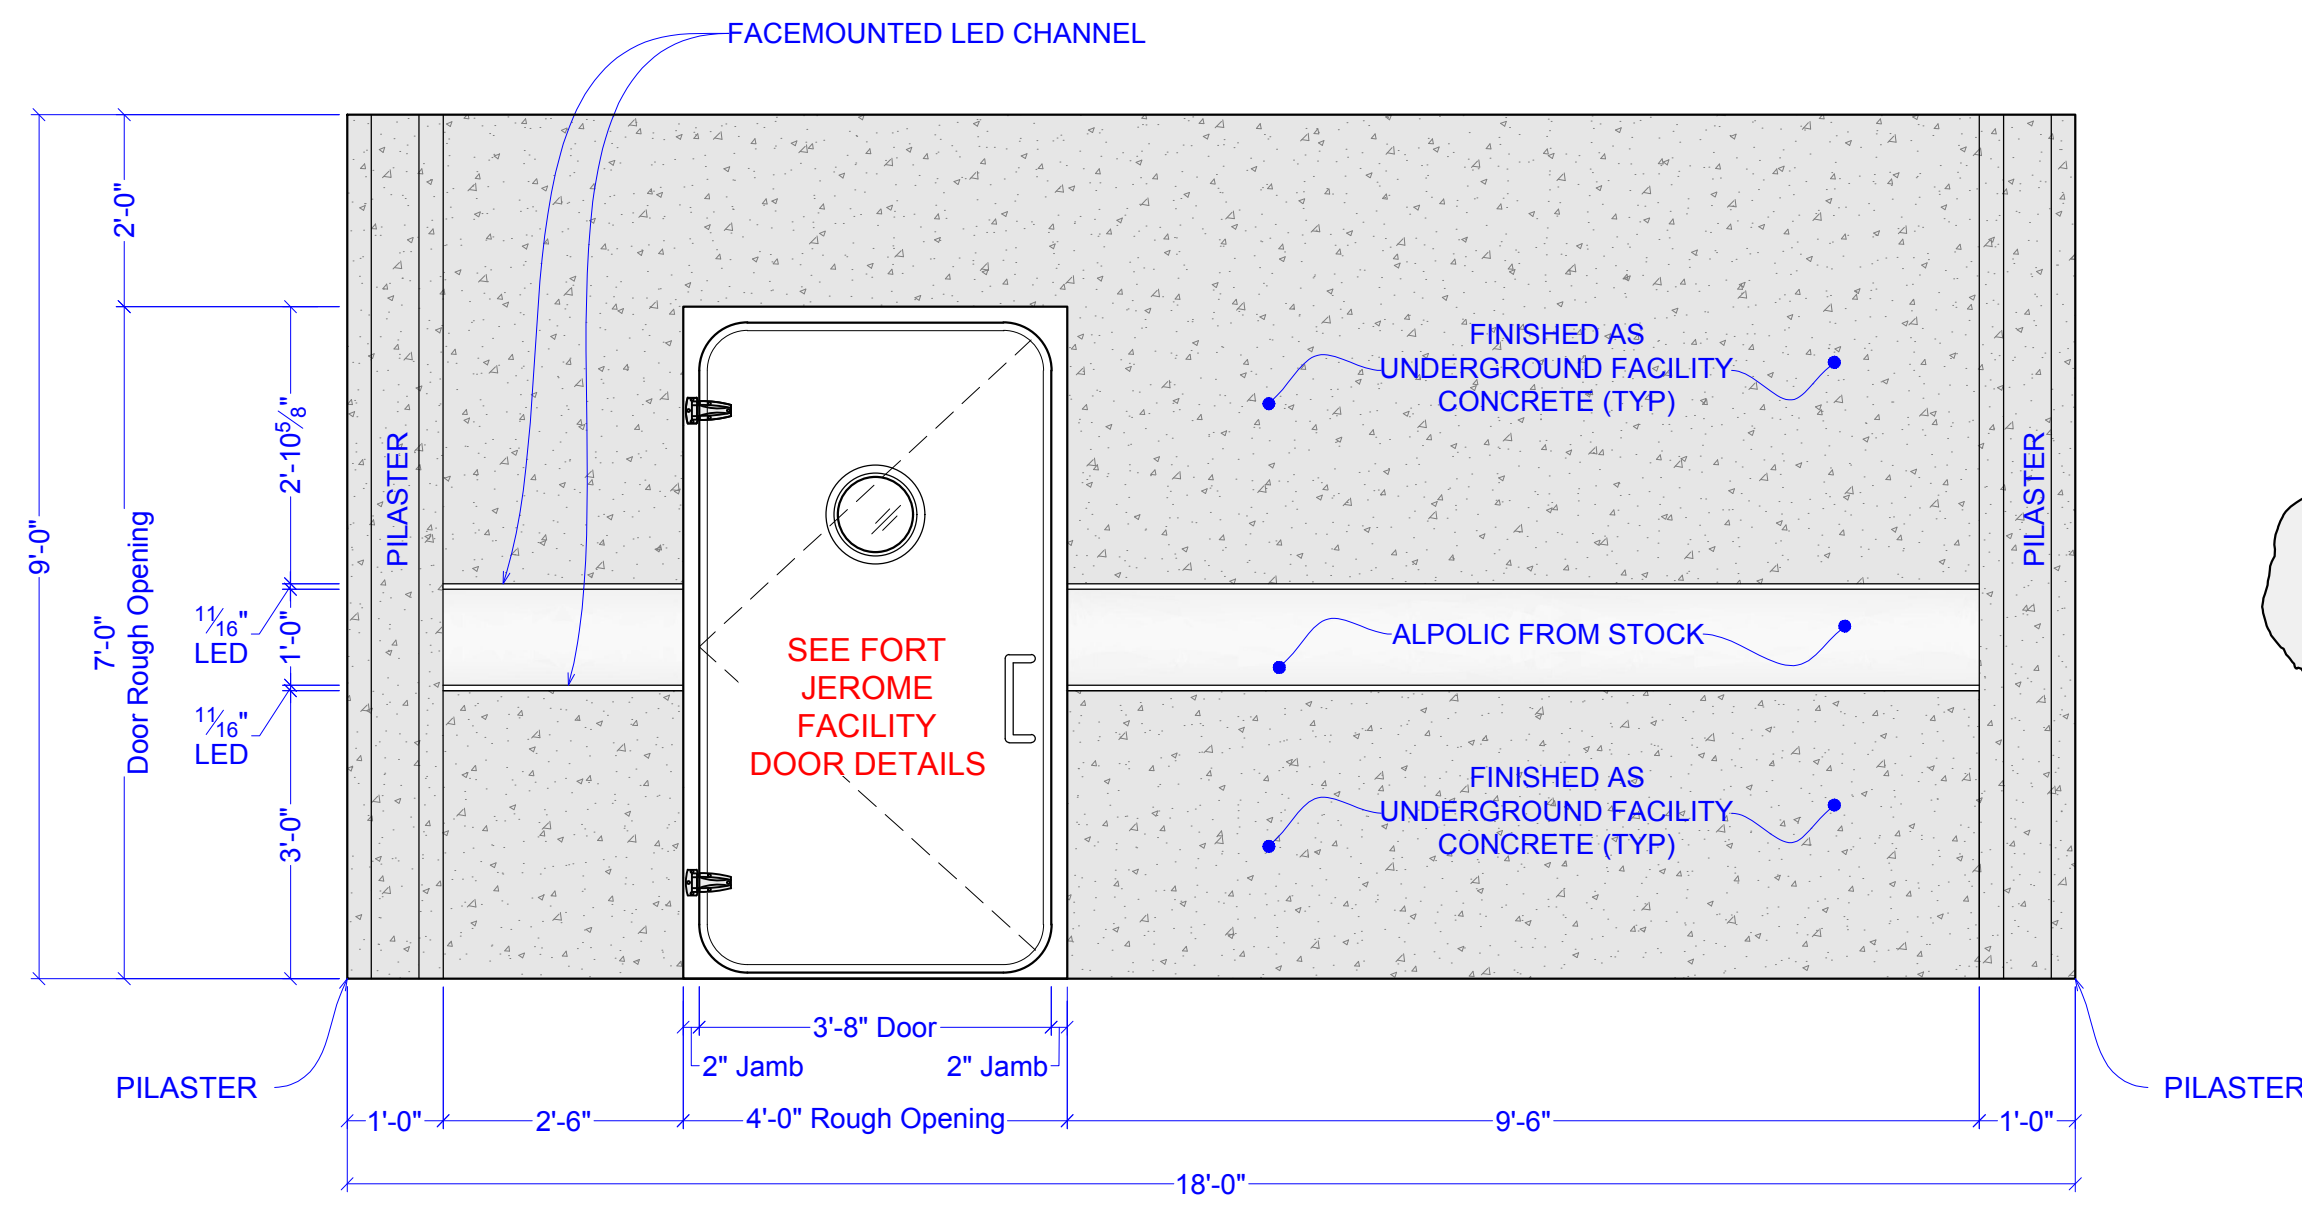 FACEMOUNTED LED CHANNEL
2'-0"
9'-0"
7'-0"
Door Rough Opening
2'-10 5/8"
11/16"
LED
1'-0"
11/16"
LED
3'-0"
PILASTER
FINISHED AS
UNDERGROUND FACILITY
CONCRETE (TYP)
PILASTER
SEE FORT
JEROME
FACILITY
DOOR DETAILS
ALPOLIC FROM STOCK
FINISHED AS
UNDERGROUND FACILITY
CONCRETE (TYP)
3'-8" Door
2" Jamb
2" Jamb
PILASTER
PILASTER
1'-0"
2'-6"
4'-0" Rough Opening
9'-6"
1'-0"
18'-0"